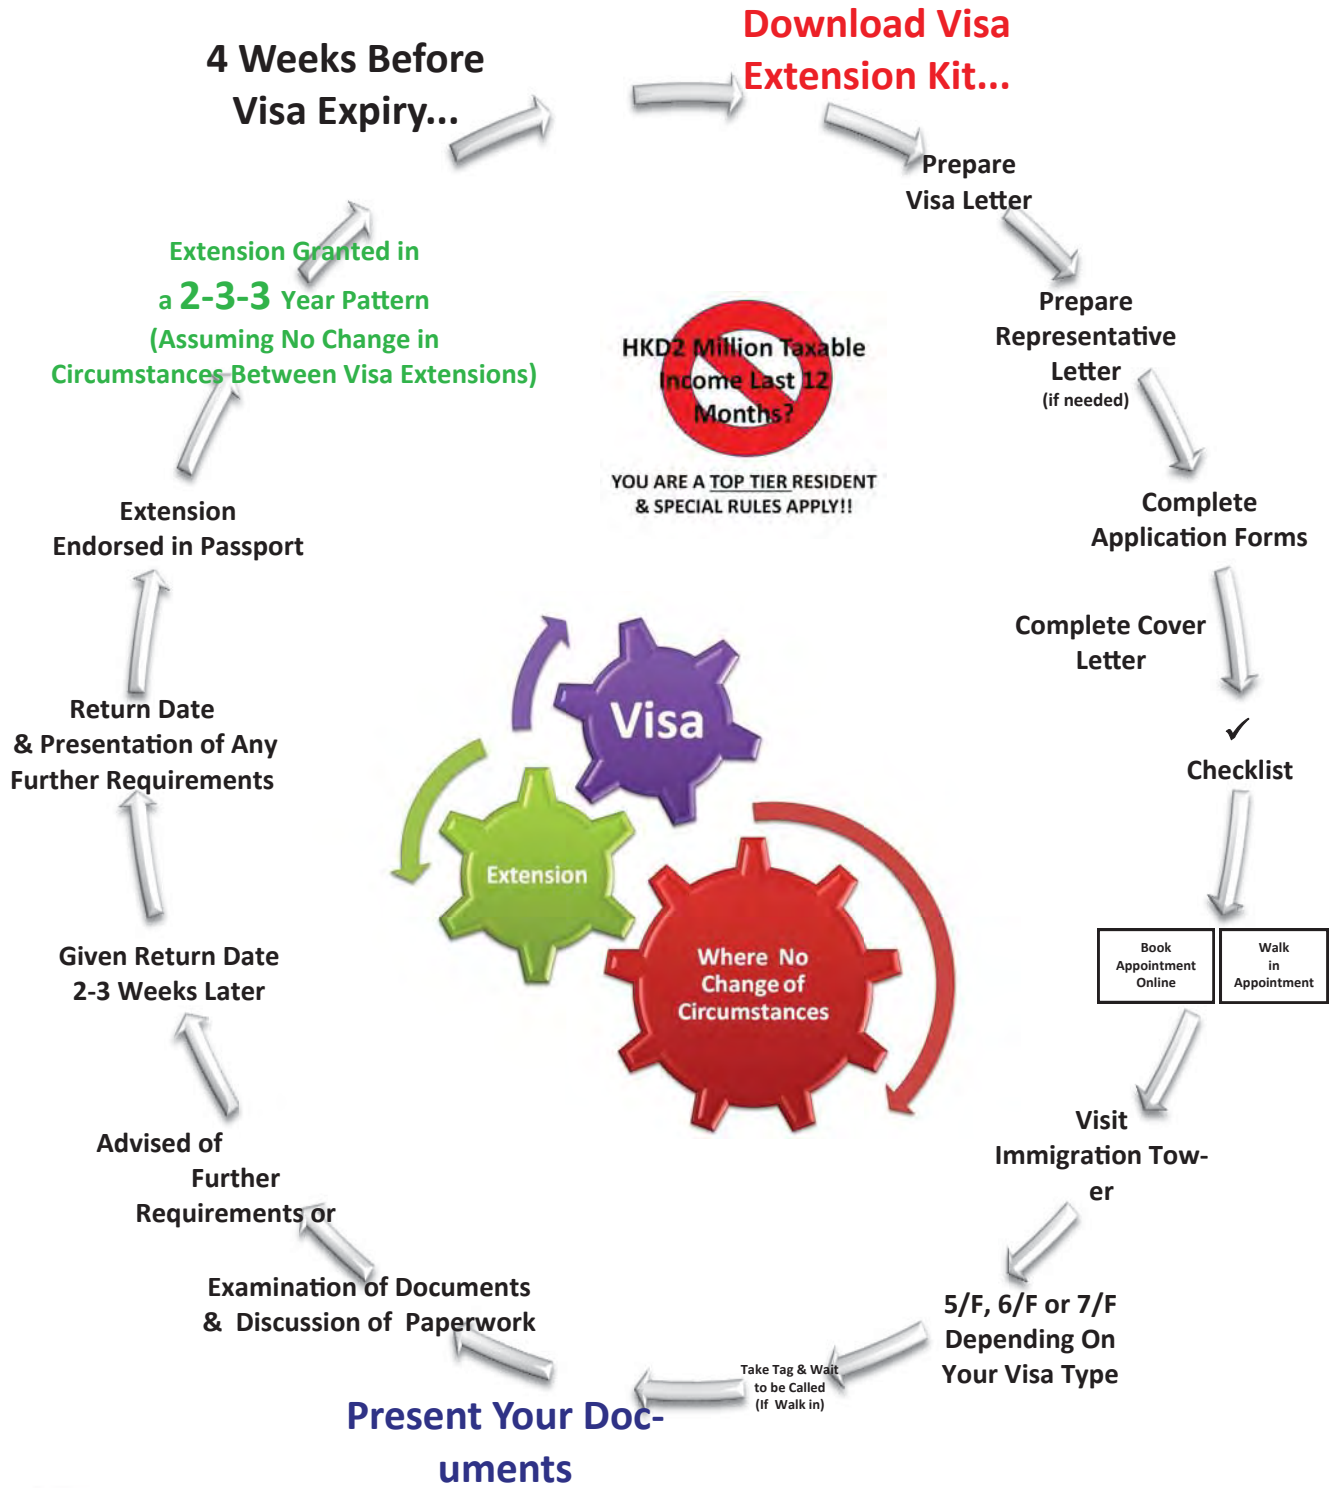 4 Weeks Before
Visa Expiry...
Download Visa
Extension Kit...
Prepare
Visa Letter
Prepare
Representative
Letter
(if needed)
Complete
Application Forms
Complete Cover
Letter
✓
Checklist
Book
Appointment
Online
Walk
in
Appointment
Visit
Immigration Tow-
er
5/F, 6/F or 7/F
Depending On
Your Visa Type
Take Tag & Wait
to be Called
(If Walk in)
Present Your Doc-
uments
Examination of Documents
& Discussion of Paperwork
Advised of
Further
Requirements or
Given Return Date
2-3 Weeks Later
Return Date
& Presentation of Any
Further Requirements
Extension
Endorsed in Passport
Extension Granted in
a 2-3-3 Year Pattern
(Assuming No Change in
Circumstances Between Visa Extensions)
HKD2 Million Taxable
Income Last 12
Months?
YOU ARE A TOP TIER RESIDENT
& SPECIAL RULES APPLY!!
Visa
Extension
Where No
Change of
Circumstances